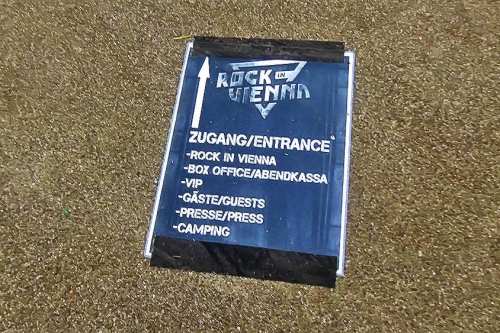 ROCK IN
VIENNA
ZUGANG/ENTRANCE
-ROCK IN VIENNA
-BOX OFFICE/ABENDKASSA
-VIP
-GÄSTE/GUESTS
-PRESSE/PRESS
-CAMPING